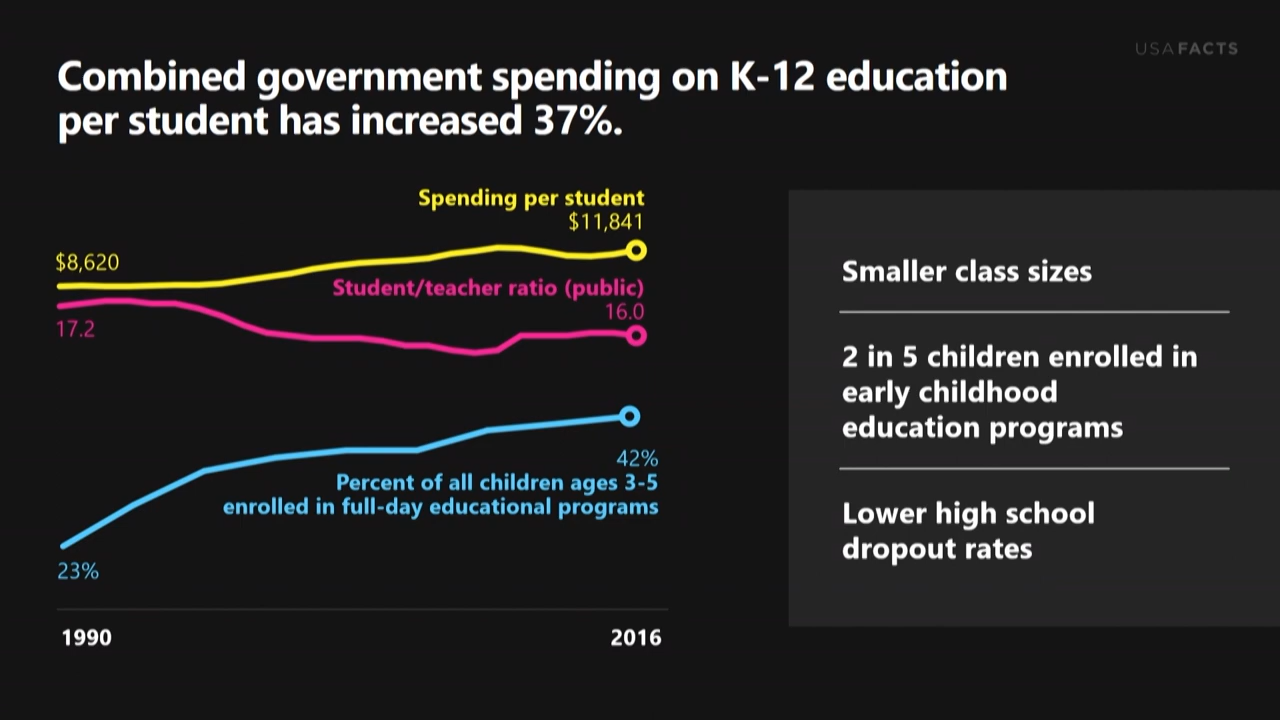 USAFACTS
Combined government spending on K-12 education
per student has increased 37%.
Spending per student
$11,841
$8,620
Student/teacher ratio (public)
16.0
17.2
42%
Percent of all children ages 3-5
enrolled in full-day educational programs
23%
1990
2016
Smaller class sizes
2 in 5 children enrolled in
early childhood
education programs
Lower high school
dropout rates